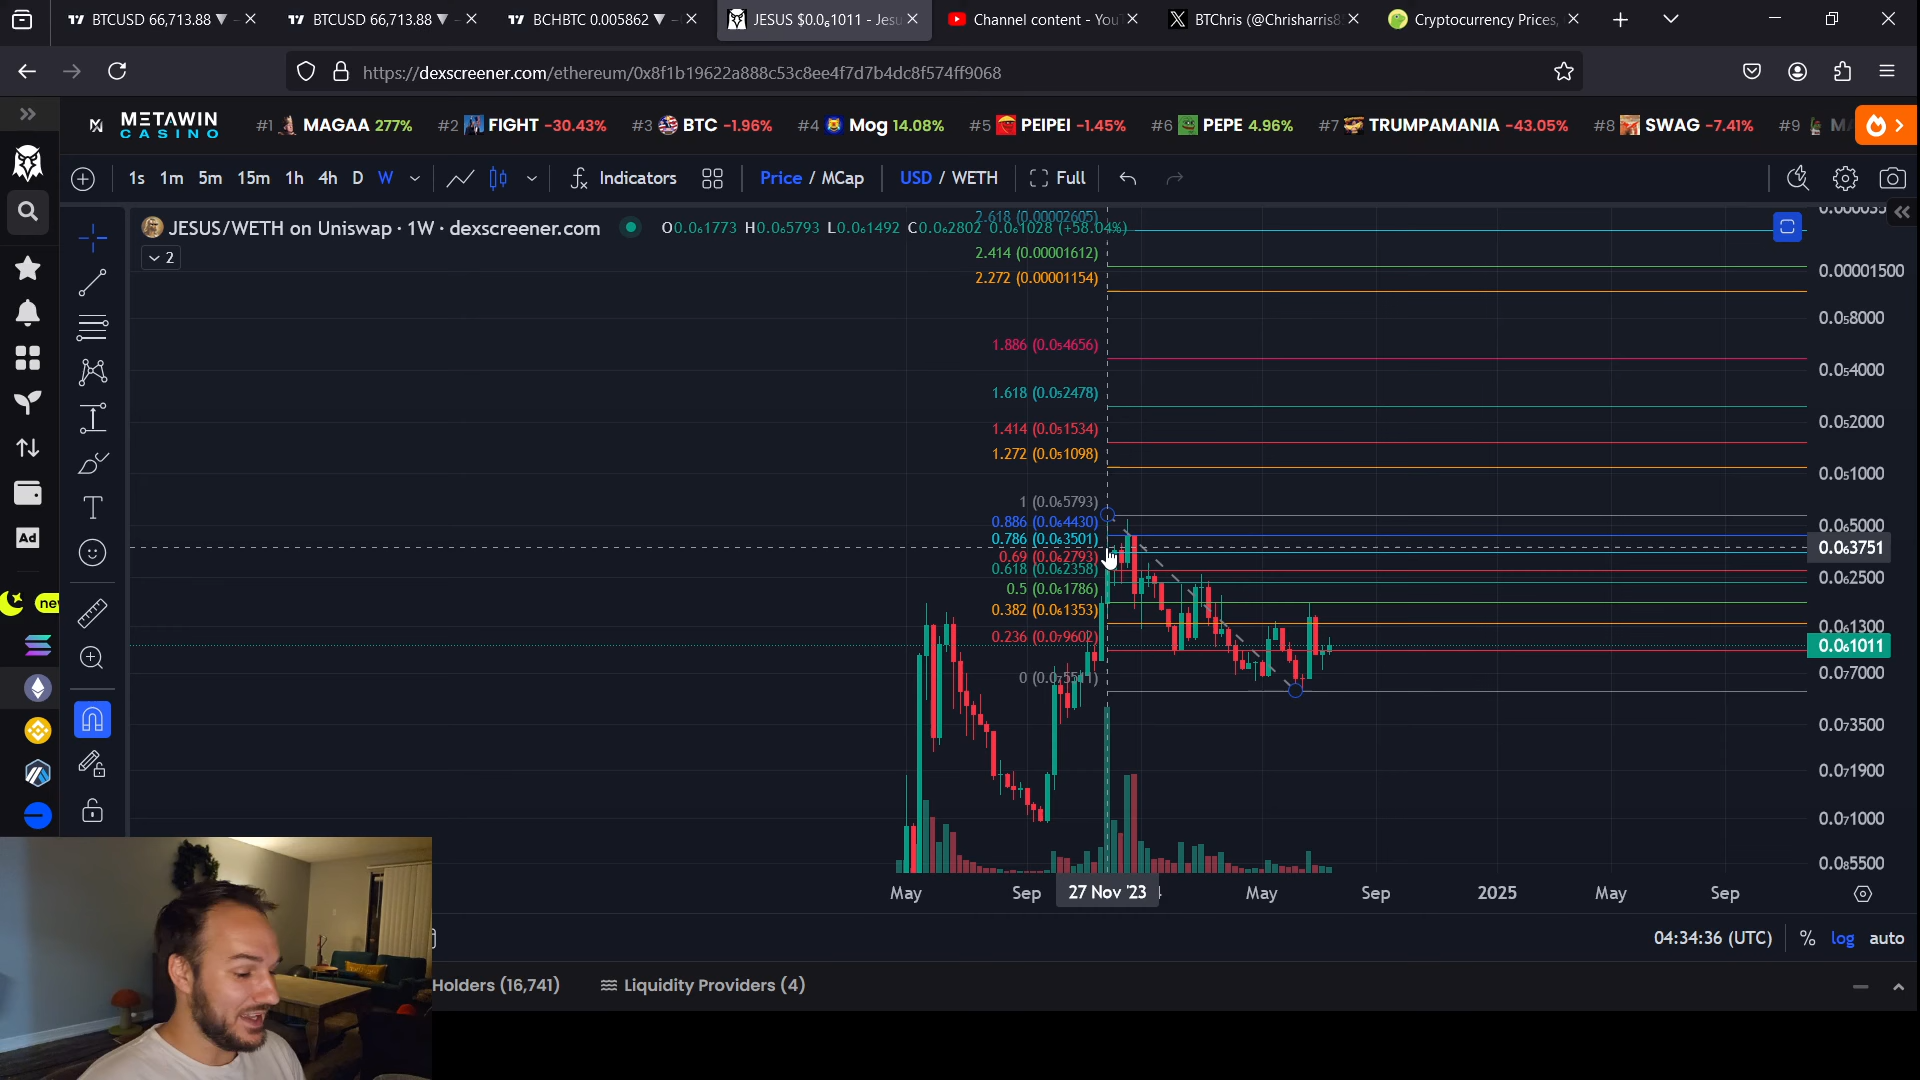 BTCUSD 66,713.88 ▼
BTCUSD 66,713.88 ▼
BCHBTC 0.005862 ▼
JESUS $0.0₆1011 - Jesu
Channel content - You
BTChris (@Chrisharris8
Cryptocurrency Prices,
https://dexscreener.com/ethereum/0x8f1b19622a888c53c8ee4f7d7b4dc8f574ff9068
METAWIN
CASINO
#1 MAGAA 277%
#2 FIGHT -30.43%
#3 BTC -1.96%
#4 Mog 14.08%
#5 PEIPEI -1.45%
#6 PEPE 4.96%
#7 TRUMPAMANIA -43.05%
#8 SWAG -7.41%
#9 M
1s 1m 5m 15m 1h 4h D W
Indicators
Price / MCap
USD / WETH
Full
JESUS/WETH on Uniswap · 1W · dexscreener.com
O0.0₆1773 H0.0₆5793 L0.0₆1492 C0.0₆2802 0.0₆1028 (+58.04%)
2
2.618 (0.00002605)
2.414 (0.00001612)
2.272 (0.00001154)
1.886 (0.0₅4656)
1.618 (0.0₅2478)
1.414 (0.0₅1534)
1.272 (0.0₅1098)
1 (0.0₆5793)
0.886 (0.0₆4430)
0.786 (0.0₆3501)
0.69 (0.0₆2793)
0.618 (0.0₆2358)
0.5 (0.0₆1786)
0.382 (0.0₆1353)
0.236 (0.0₇9602)
0.00001500
0.0₅8000
0.0₅4000
0.0₅2000
0.0₅1000
0.0₆5000
0.0₆3751
0.0₆2500
0.0₆1300
0.0₆1011
0.0₇7000
0.0₇3500
0.0₇1900
0.0₇1000
0.0₈5500
Ad
May Sep 27 Nov '23 May Sep 2025 May Sep
04:34:36 (UTC) % log auto
Holders (16,741)
Liquidity Providers (4)